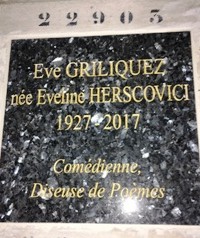 22903
Eve GRILIQUEZ
née Eveline HERSCOVICI
1927-2017
Comédienne,
Diseuse de Poèmes